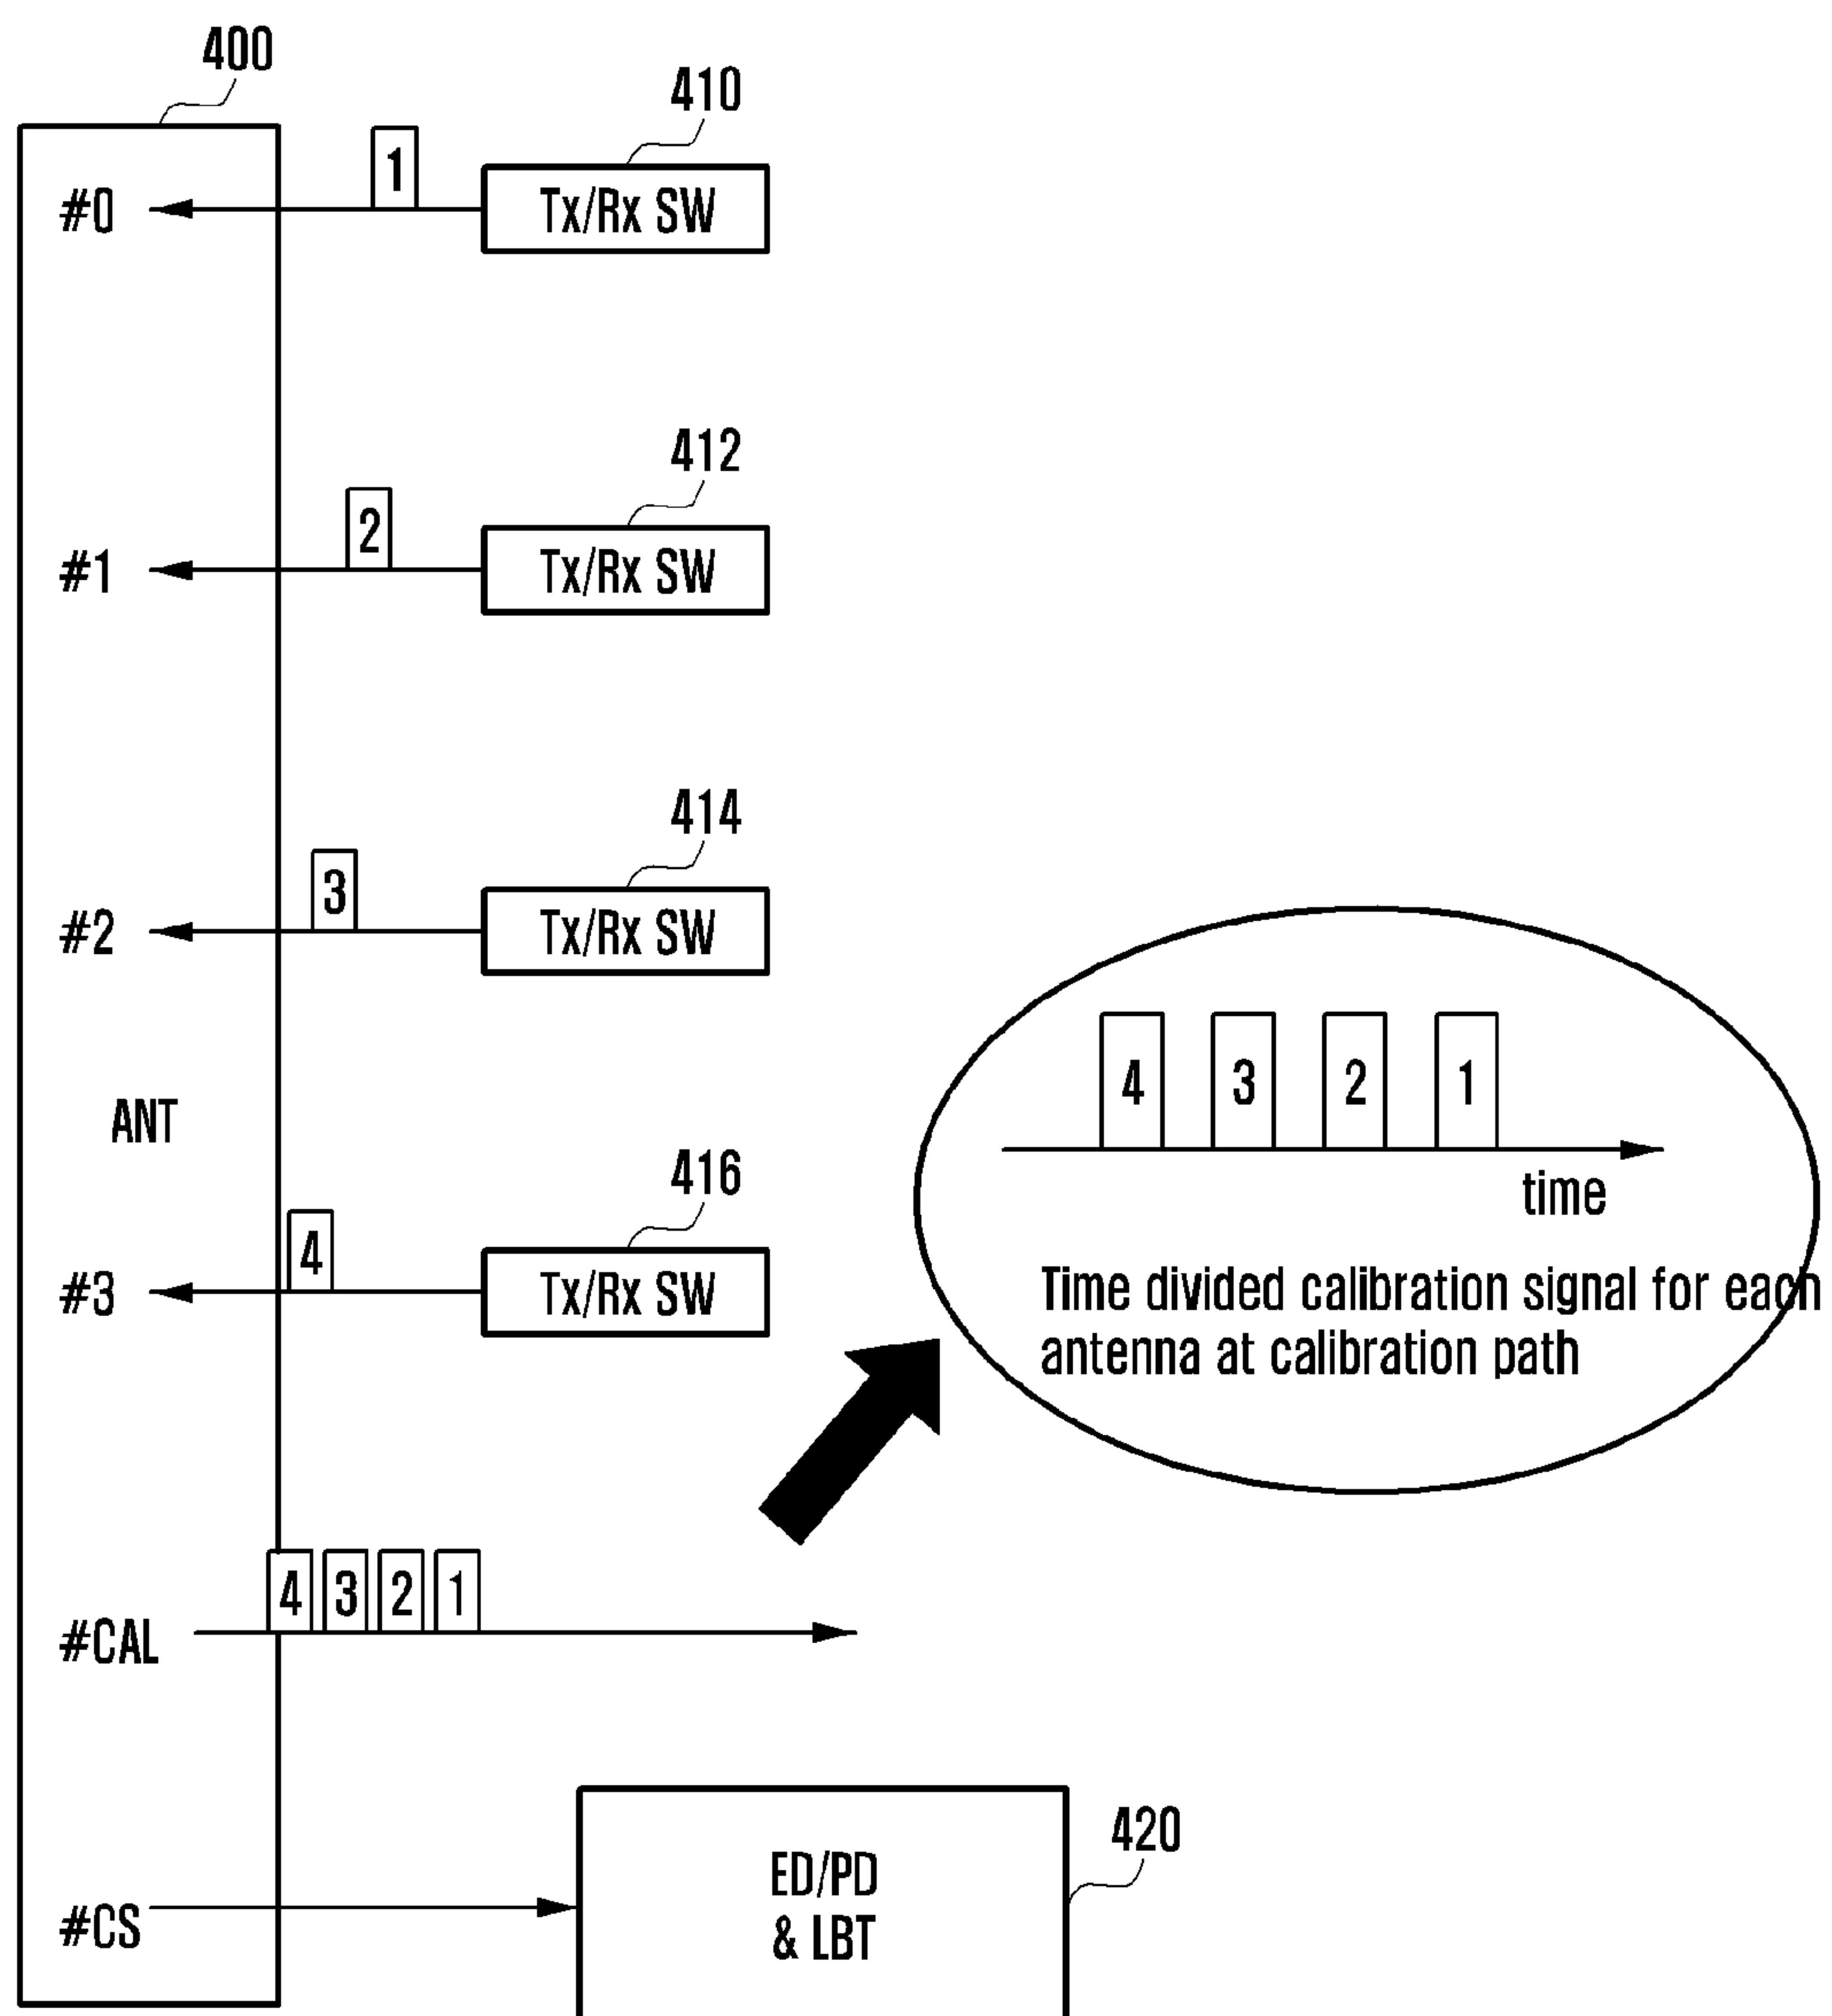 400
410
1
#0
Tx/Rx SW
412
2
#1
Tx/Rx SW
414
3
#2
Tx/Rx SW
4 3 2 1
time
ANT
Time divided calibration signal for each
antenna at calibration path
416
4
#3
Tx/Rx SW
4 3 2 1
#CAL
420
ED/PD
& LBT
#CS